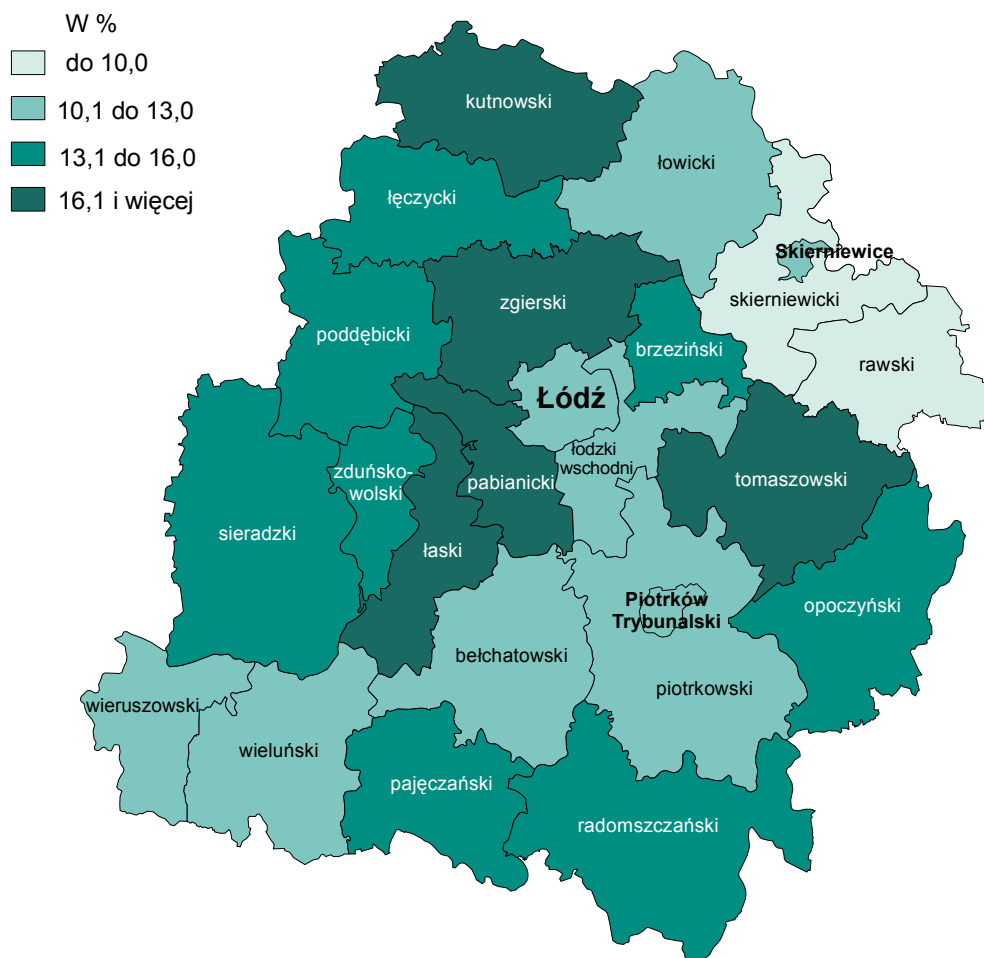 W %
do 10,0
10,1 do 13,0
13,1 do 16,0
16,1 i więcej
kutnowski
łowicki
łęczycki
Skierniewice
skierniewicki
zgierski
poddębicki
brzeziński
rawski
Łódź
łodzki
wschodni
zduńsko-
wolski
pabianicki
tomaszowski
sieradzki
łaski
Piotrków
Trybunalski
opoczyński
bełchatowski
piotrkowski
wieruszowski
wieluński
pajęczański
radomszczański